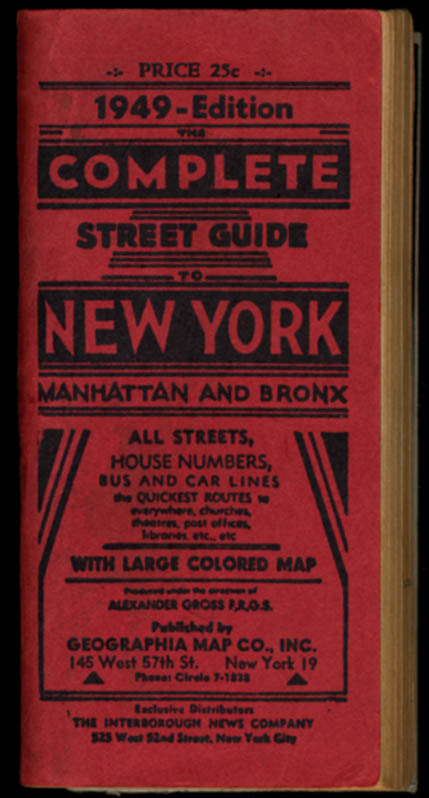 -:- PRICE 25c -:-
1949-Edition
THE
COMPLETE
STREET GUIDE
TO
NEW YORK
MANHATTAN AND BRONX
ALL STREETS,
HOUSE NUMBERS,
BUS AND CAR LINES
the QUICKEST ROUTES to
everywhere, churches,
theatres, post offices,
libraries, etc., etc
WITH LARGE COLORED MAP
Produced under the direction of
ALEXANDER GROSS F.R.G.S.
Published by
GEOGRAPHIA MAP CO., INC.
145 West 57th St. New York 19
Phone: Circle 7-1838
Exclusive Distributors
THE INTERBOROUGH NEWS COMPANY
525 West 52nd Street, New York City